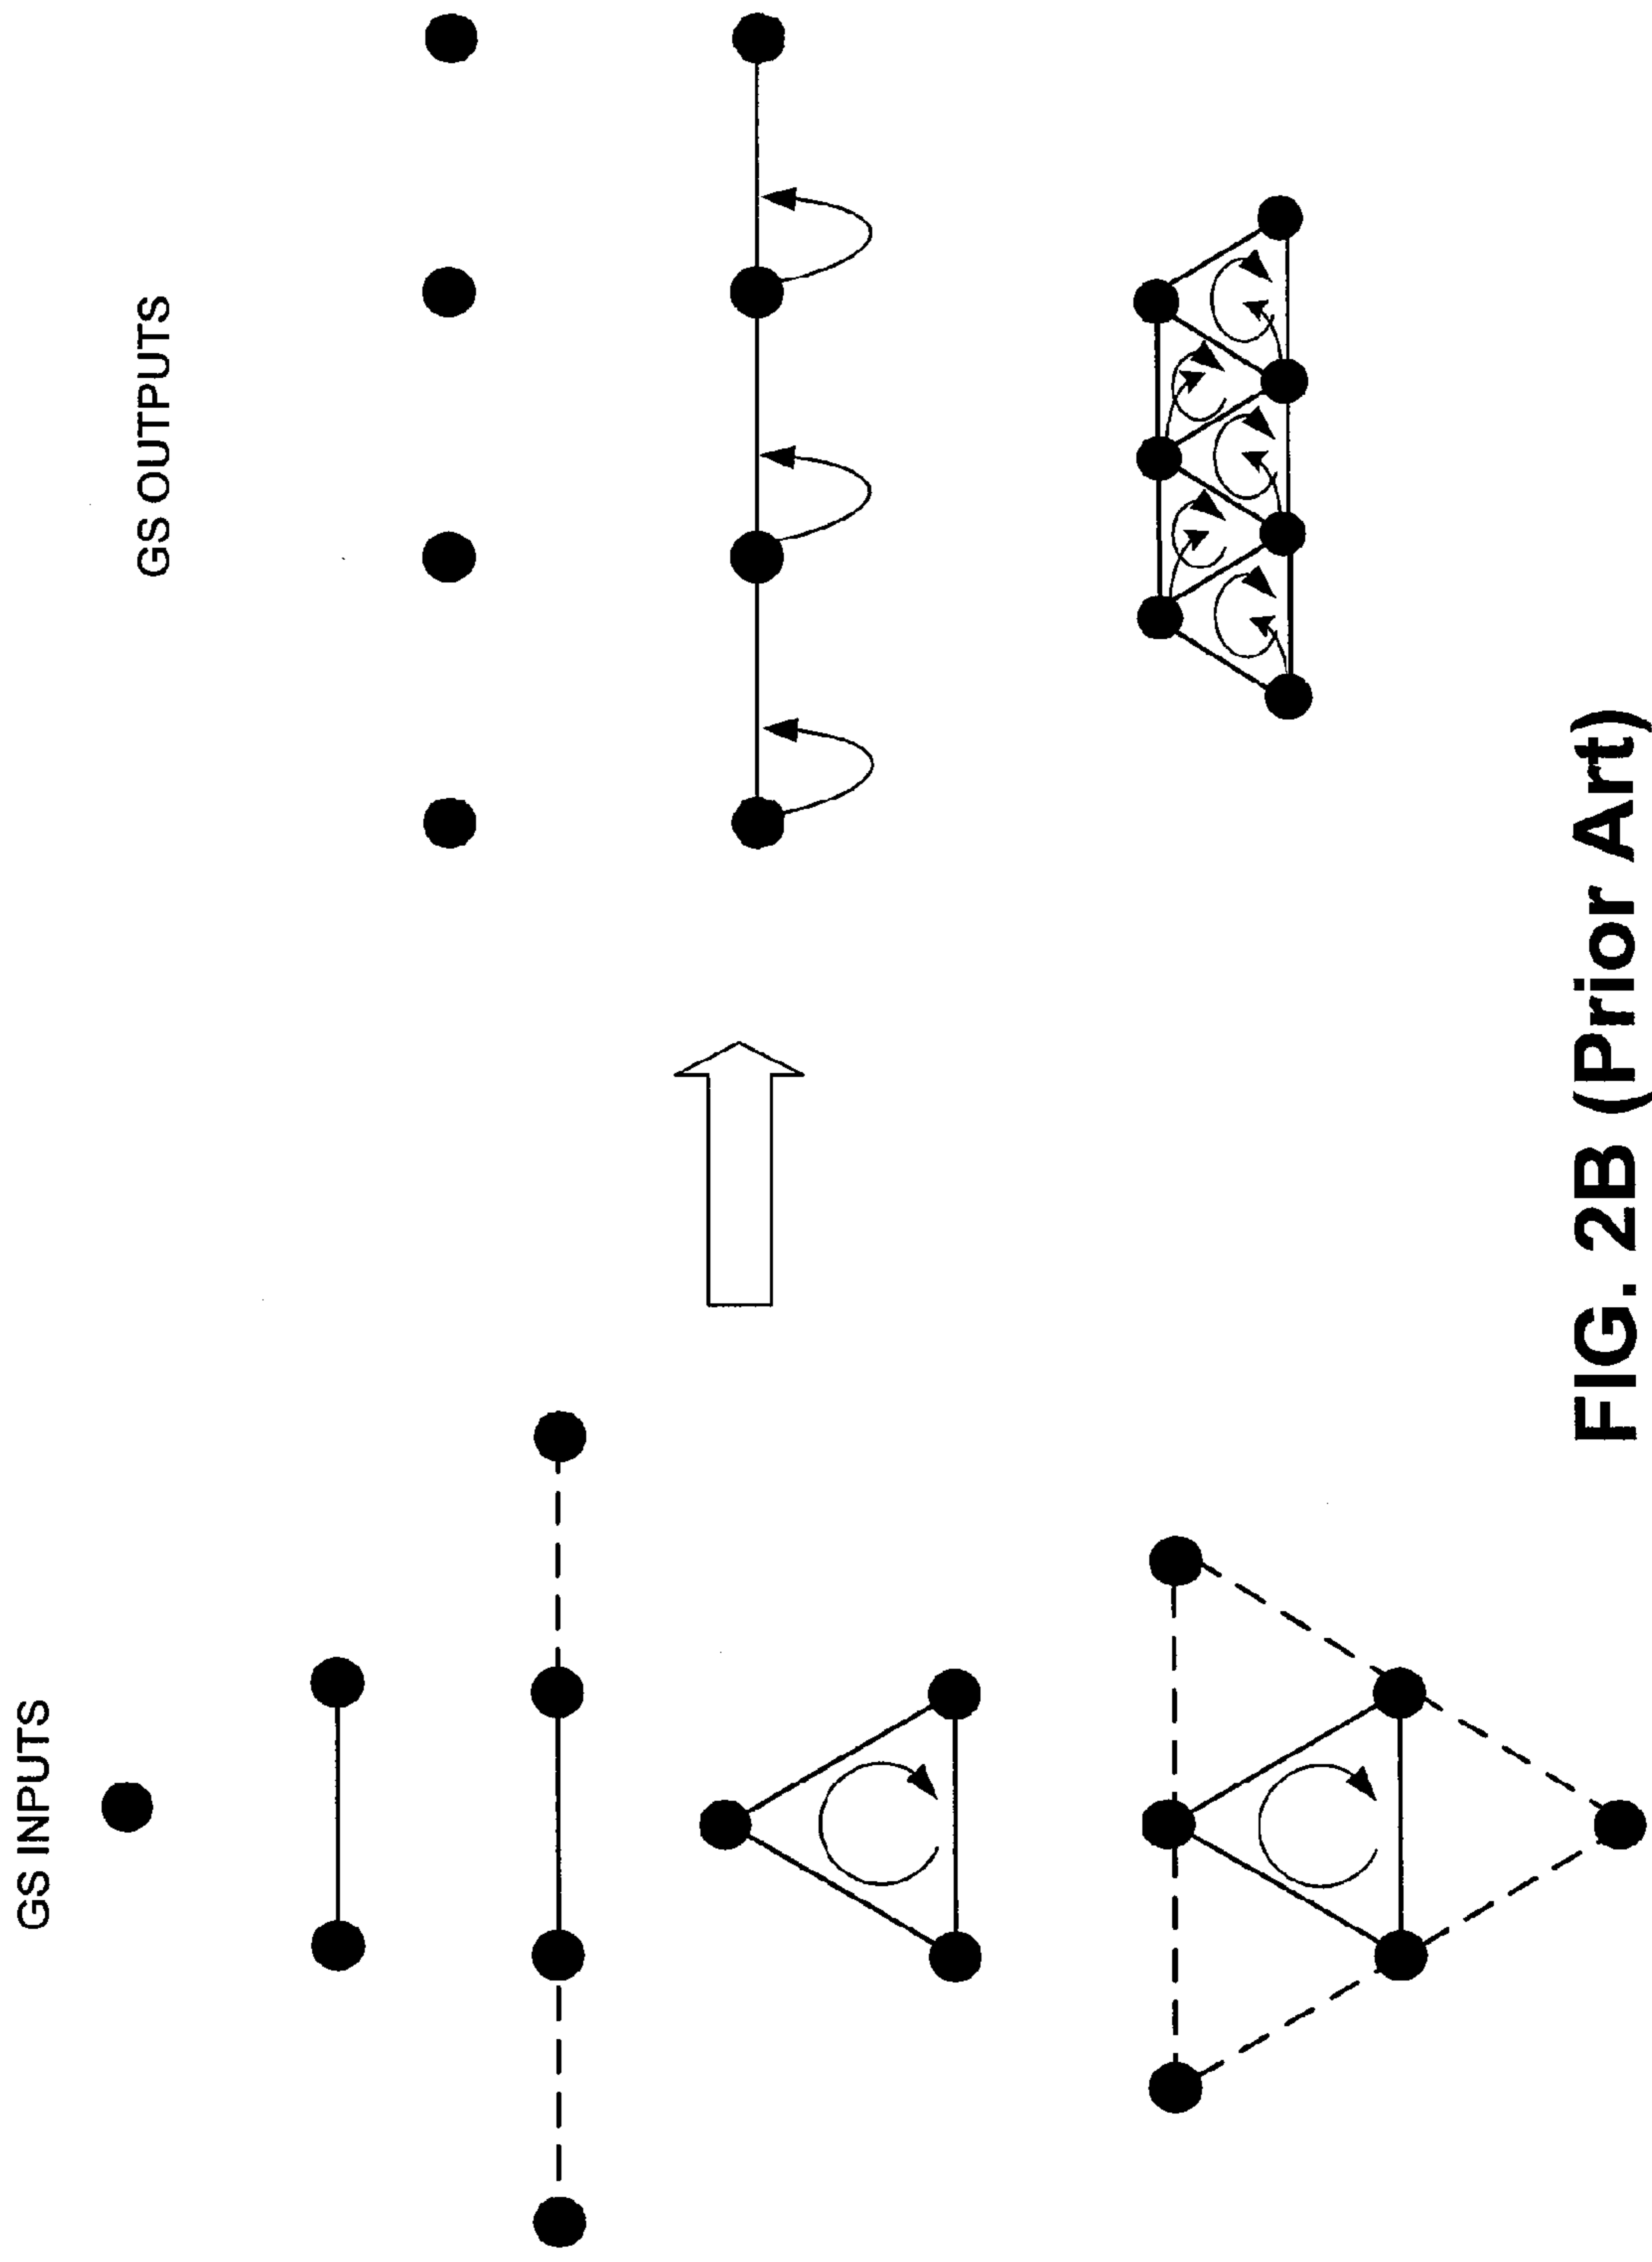 GS INPUTS
GS OUTPUTS
FIG. 2B (Prior Art)